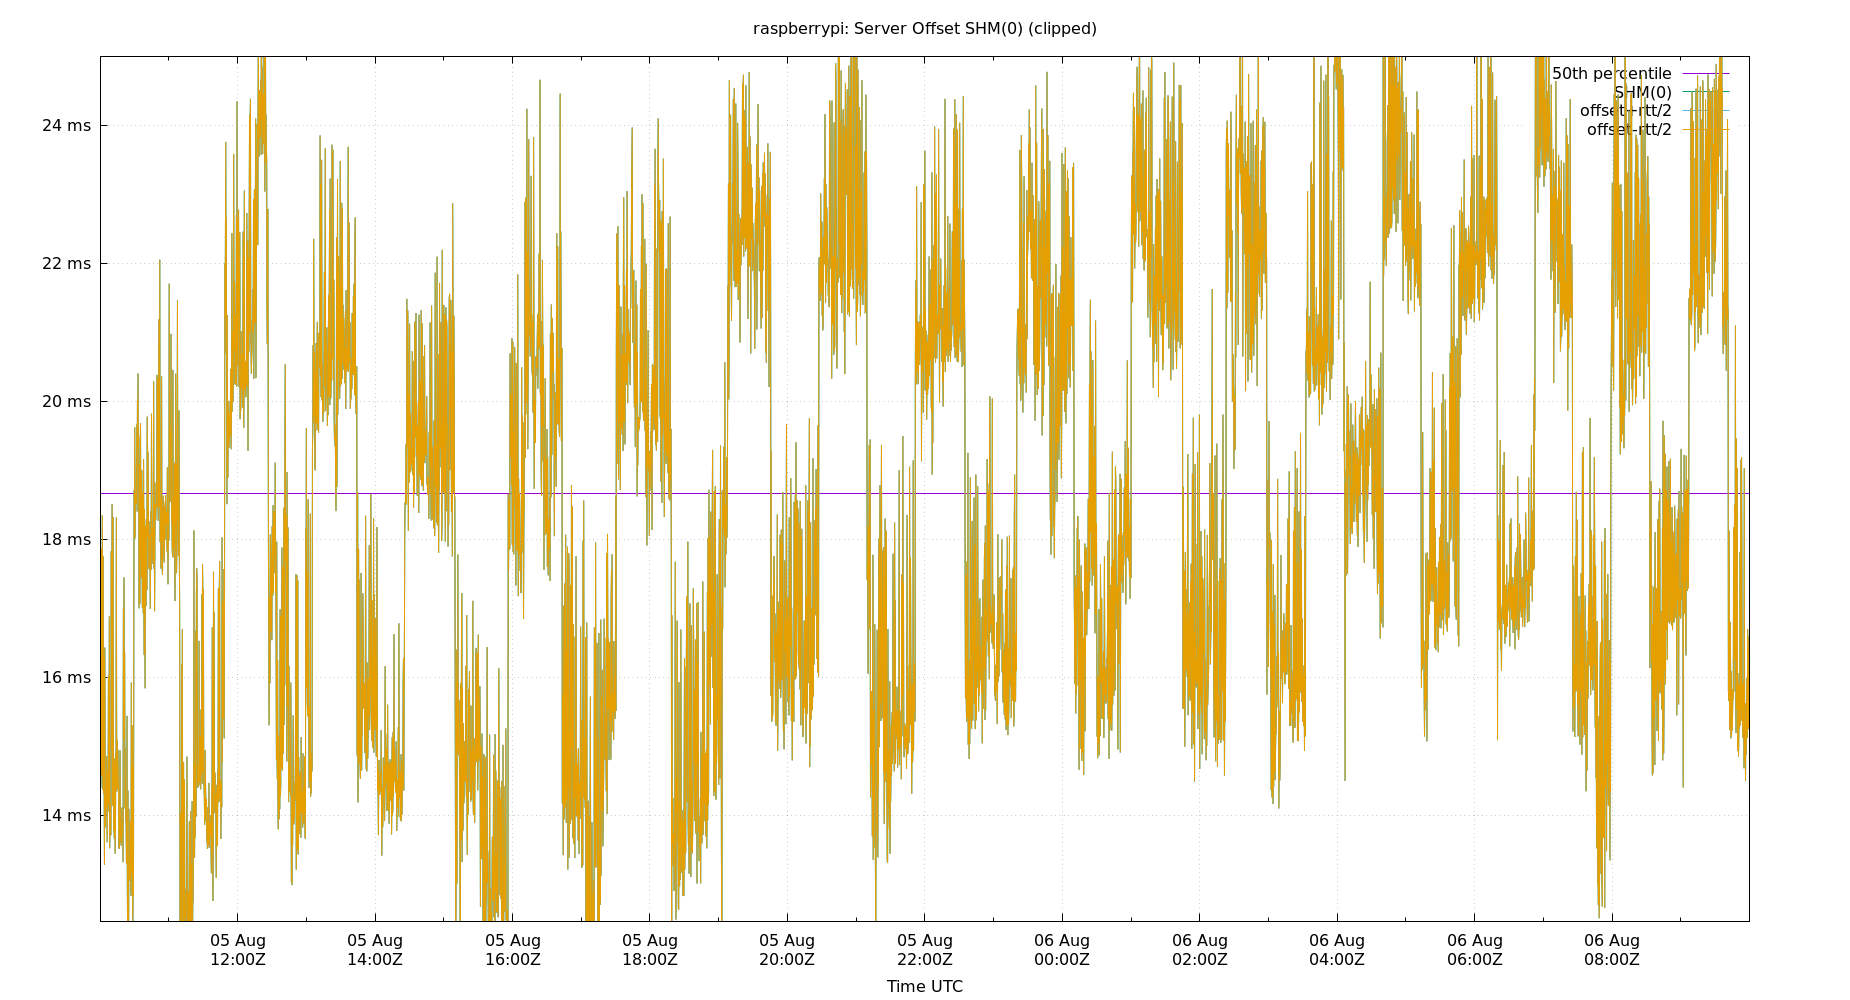 raspberrypi: Server Offset SHM(0) (clipped)
50th percentile
SHM(0)
offset+rtt/2
offset-rtt/2
24 ms
22 ms
20 ms
18 ms
16 ms
14 ms
05 Aug 05 Aug 05 Aug 05 Aug 05 Aug 05 Aug 06 Aug 06 Aug 06 Aug 06 Aug 06 Aug
12:00Z 14:00Z 16:00Z 18:00Z 20:00Z 22:00Z 00:00Z 02:00Z 04:00Z 06:00Z 08:00Z
Time UTC